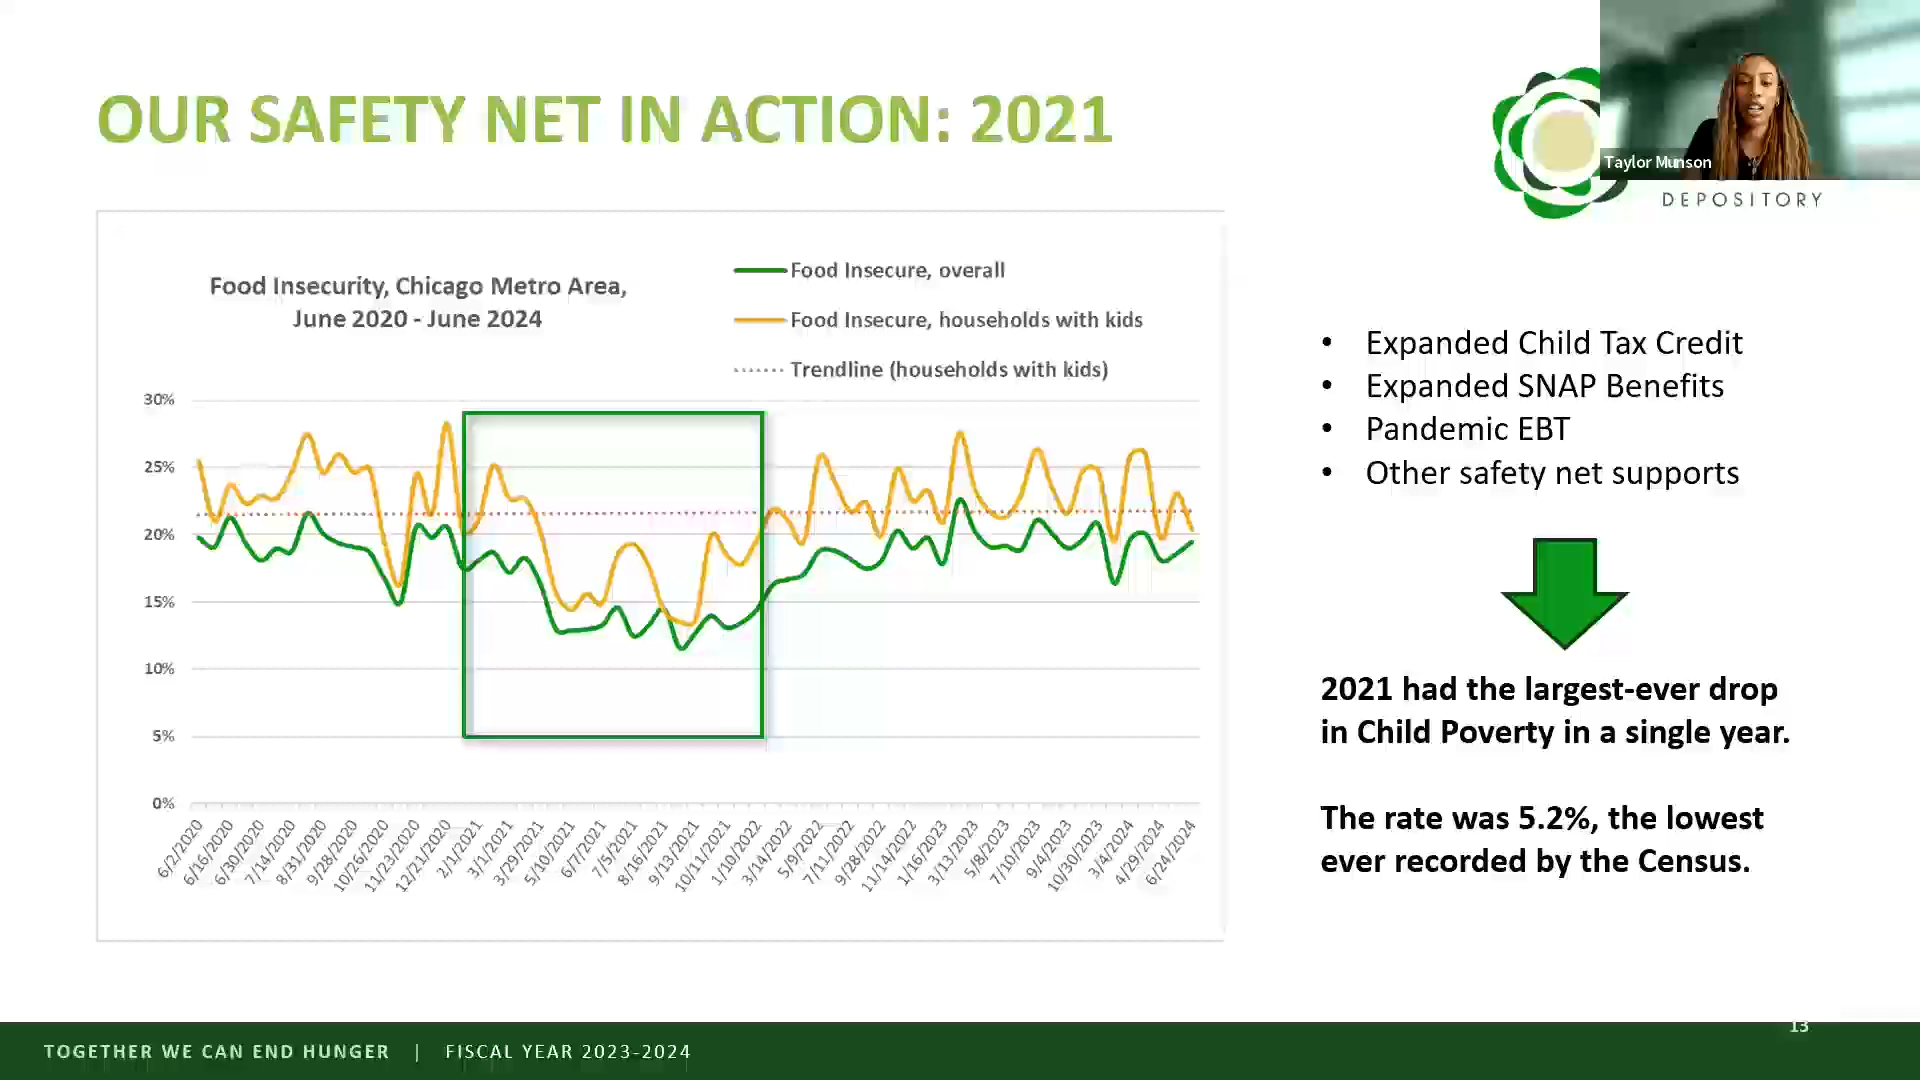 OUR SAFETY NET IN ACTION: 2021
Taylor Munson
DEPOSITORY
Food Insecurity, Chicago Metro Area,
June 2020 - June 2024
Food Insecure, overall
Food Insecure, households with kids
Trendline (households with kids)
30%
25%
20%
15%
10%
5%
0%
6/2/2020
6/16/2020
6/30/2020
7/14/2020
8/31/2020
9/28/2020
10/26/2020
11/23/2020
12/21/2020
2/1/2021
3/1/2021
3/29/2021
5/10/2021
6/7/2021
7/5/2021
8/16/2021
9/13/2021
10/11/2021
1/10/2022
3/14/2022
5/9/2022
7/11/2022
9/28/2022
11/14/2022
1/16/2023
3/13/2023
5/8/2023
7/10/2023
9/4/2023
10/30/2023
3/4/2024
4/29/2024
6/24/2024
• Expanded Child Tax Credit
• Expanded SNAP Benefits
• Pandemic EBT
• Other safety net supports
2021 had the largest-ever drop
in Child Poverty in a single year.
The rate was 5.2%, the lowest
ever recorded by the Census.
13
TOGETHER WE CAN END HUNGER | FISCAL YEAR 2023-2024